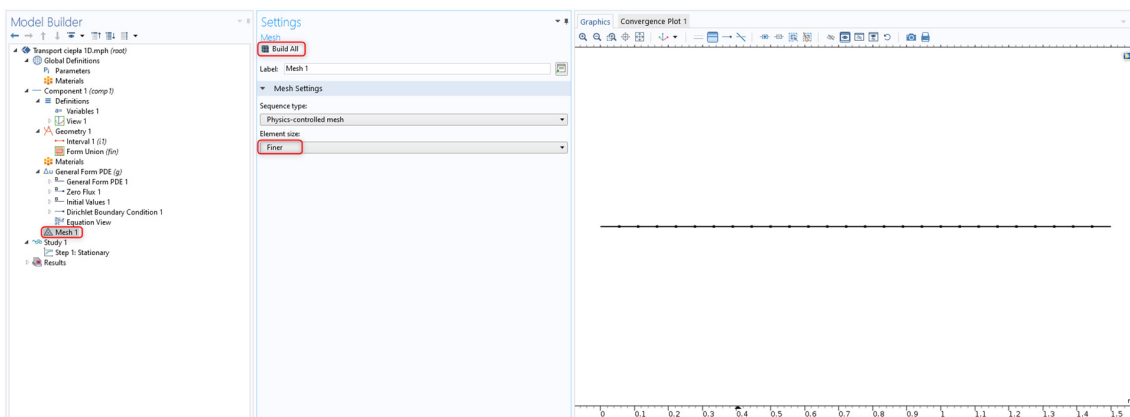 Model Builder
Transport ciepła 1D.mph (root)
Global Definitions
Pi Parameters
Materials
Component 1 (comp1)
Definitions
a= Variables 1
View 1
Geometry 1
Interval 1 (i1)
Form Union (fin)
Materials
Δu General Form PDE (g)
General Form PDE 1
Zero Flux 1
Initial Values 1
Dirichlet Boundary Condition 1
Equation View
Mesh 1
Study 1
Step 1: Stationary
Results
Settings
Mesh
Build All
Label: Mesh 1
Mesh Settings
Sequence type:
Physics-controlled mesh
Element size:
Finer
Graphics Convergence Plot 1
0 0.1 0.2 0.3 0.4 0.5 0.6 0.7 0.8 0.9 1 1.1 1.2 1.3 1.4 1.5